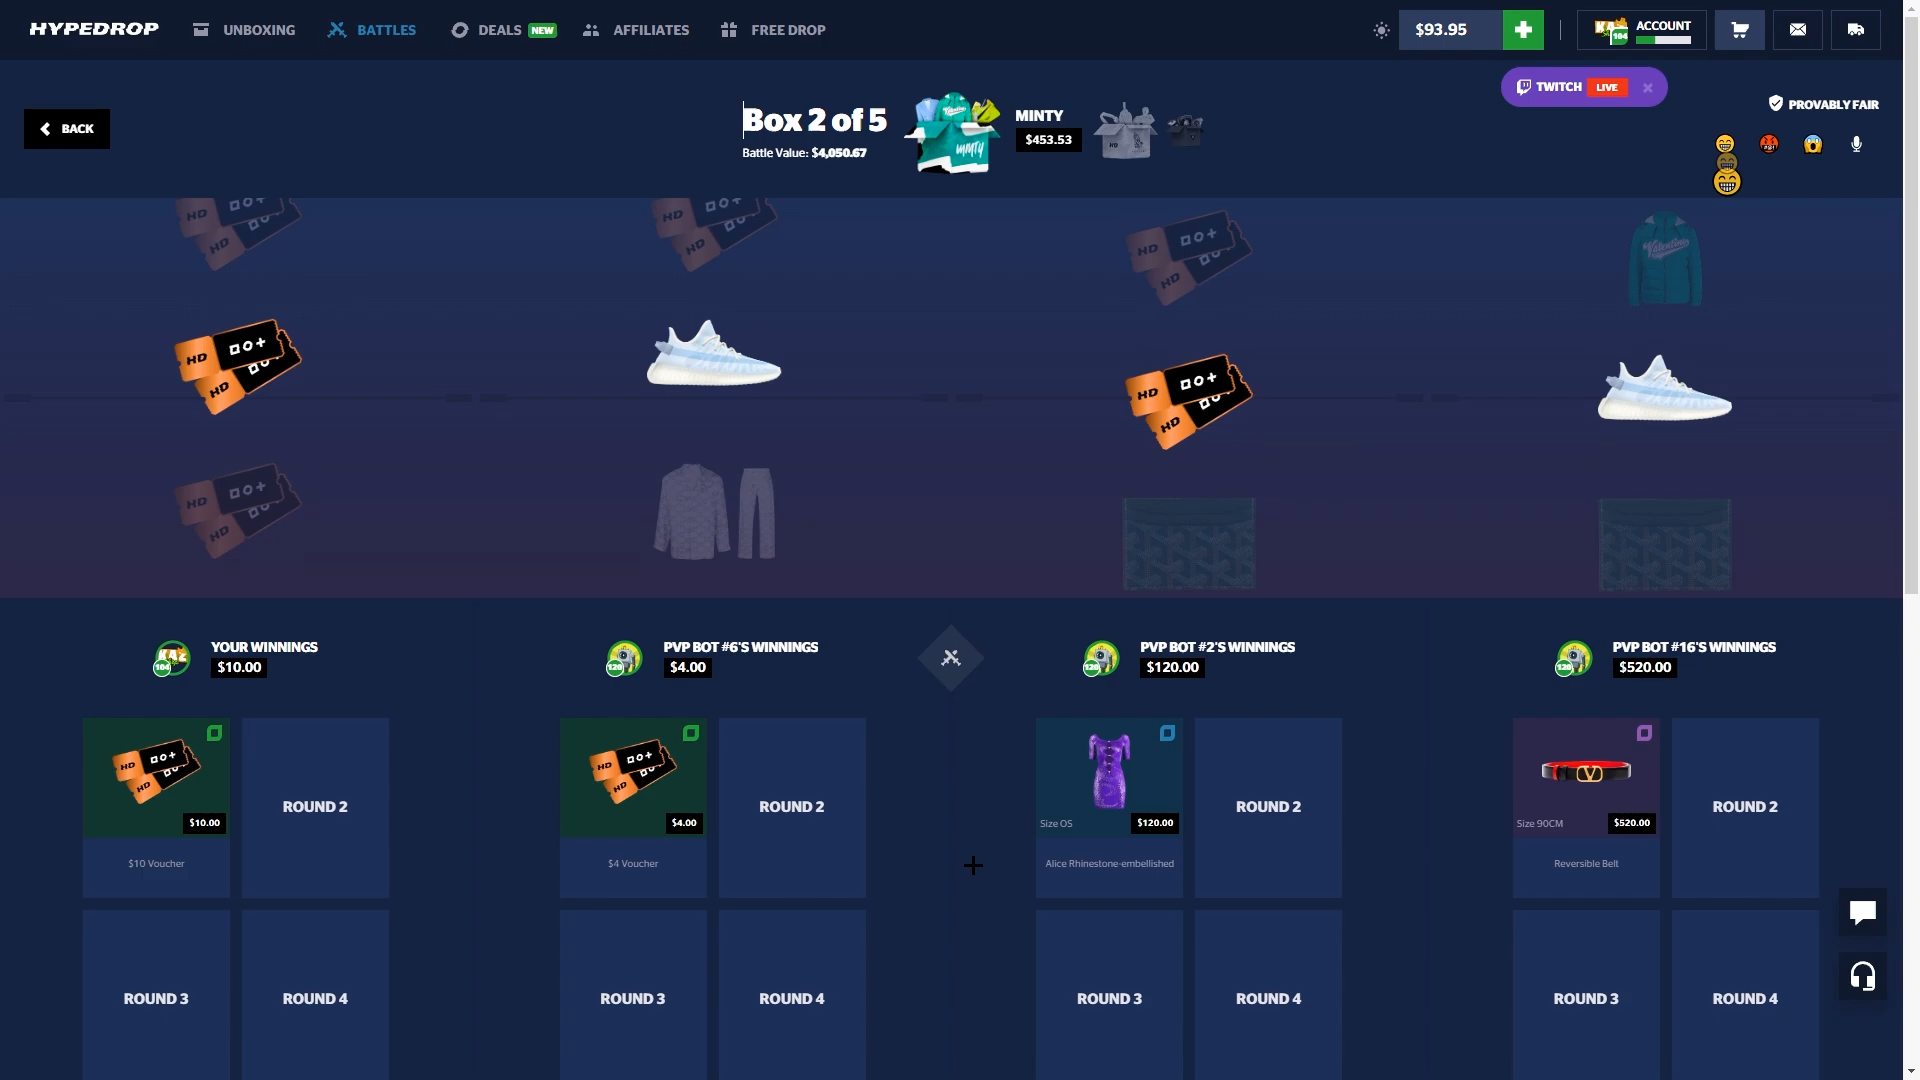 HYPEDROP UNBOXING BATTLES DEALS NEW AFFILIATES FREE DROP $93.95 104 ACCOUNT
TWITCH LIVE
BACK
Box 2 of 5
Battle Value: $4,050.67
MINTY
$453.53
PROVABLY FAIR
YOUR WINNINGS
$10.00
PVP BOT #6'S WINNINGS
$4.00
PVP BOT #2'S WINNINGS
$120.00
PVP BOT #16'S WINNINGS
$520.00
$10.00
$10 Voucher
ROUND 2
$4.00
$4 Voucher
ROUND 2
Size OS $120.00
Alice Rhinestone-embellished
ROUND 2
Size 90CM $520.00
Reversible Belt
ROUND 2
ROUND 3 ROUND 4 ROUND 3 ROUND 4 ROUND 3 ROUND 4 ROUND 3 ROUND 4